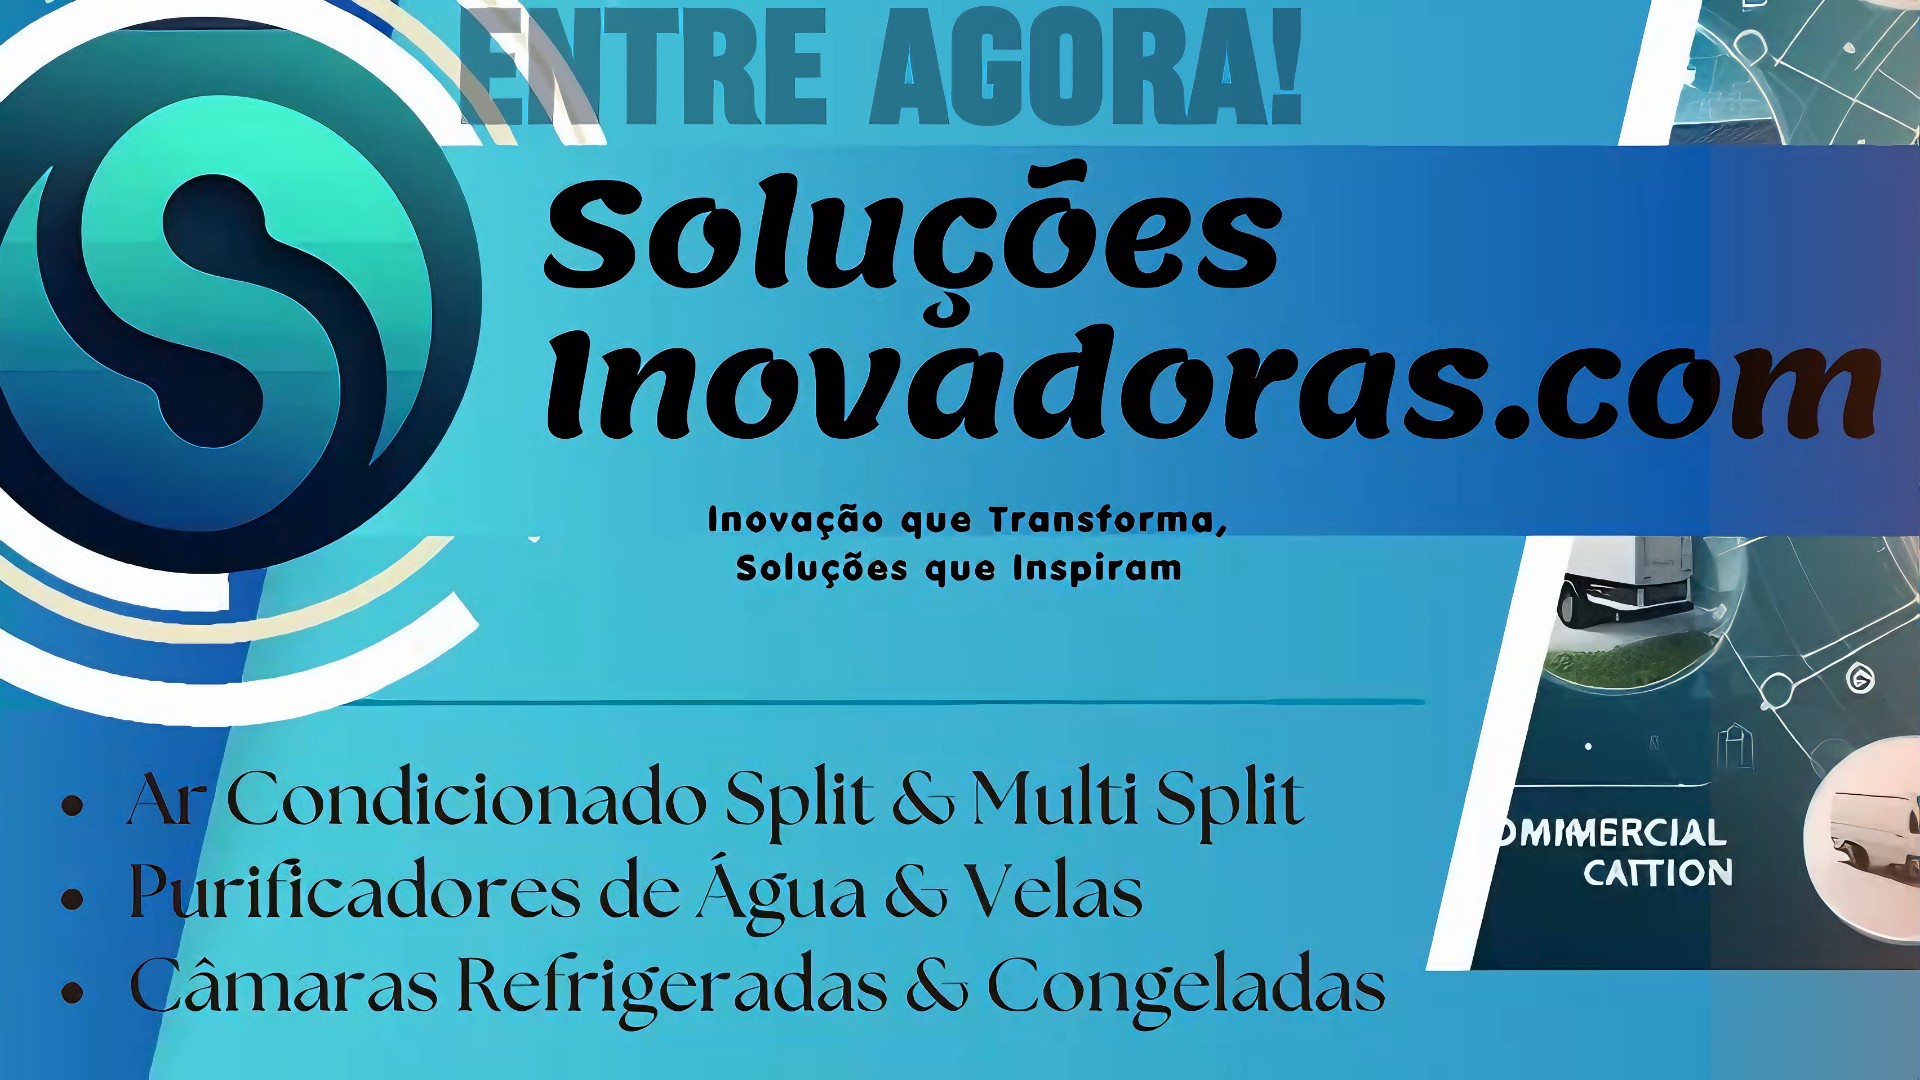 ENTRE AGORA!
Soluções
Inovadoras.com
Inovação que Transforma,
Soluções que Inspiram
• Ar Condicionado Split & Multi Split
• Purificadores de Água & Velas
• Câmaras Refrigeradas & Congeladas
OMIMERCIAL
CATTION